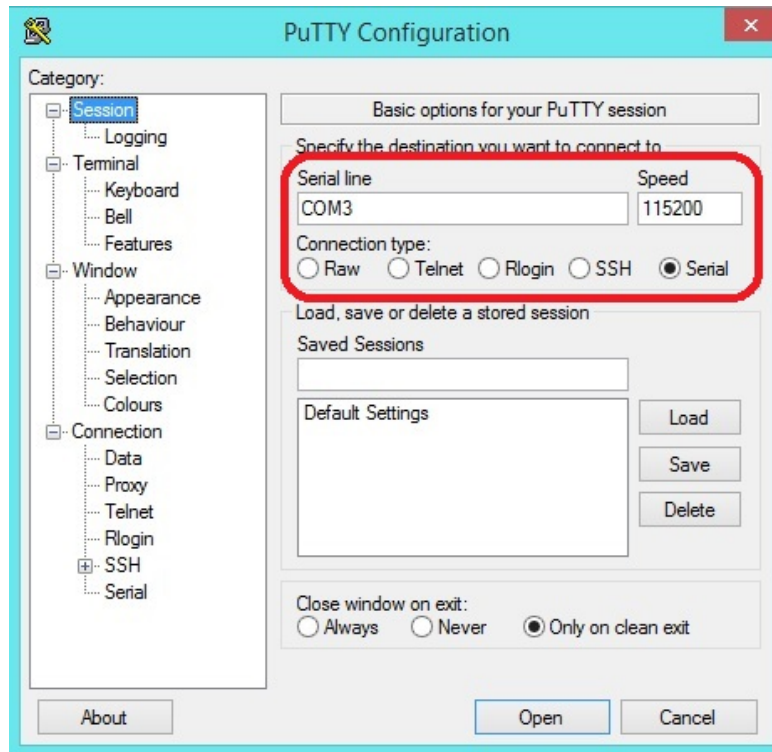 PuTTY Configuration
Category:
Session
Logging
Terminal
Keyboard
Bell
Features
Window
Appearance
Behaviour
Translation
Selection
Colours
Connection
Data
Proxy
Telnet
Rlogin
SSH
Serial
Basic options for your PuTTY session
Specify the destination you want to connect to
Serial line Speed
COM3 115200
Connection type:
Raw Telnet Rlogin SSH Serial
Load, save or delete a stored session
Saved Sessions
Default Settings
Load
Save
Delete
Close window on exit:
Always Never Only on clean exit
About Open Cancel